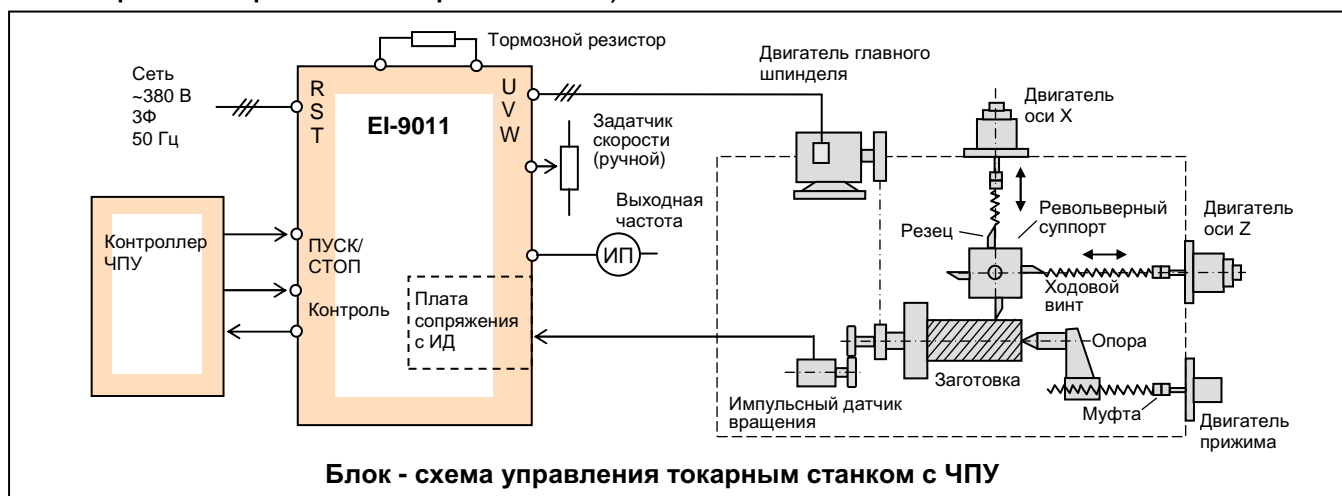 Тормозной резистор
Сеть
~380 В
3Ф
50 Гц
R
S
T
U
V
W
EI-9011
Задатчик
скорости
(ручной)
Выходная
частота
ИП
Контроллер
ЧПУ
ПУСК/
СТОП
Контроль
Плата
сопряжения
с ИД
Двигатель главного
шпинделя
Двигатель
оси X
Резец
Револьверный
суппорт
Двигатель
оси Z
Ходовой
винт
Опора
Заготовка
Импульсный датчик
вращения
Муфта
Двигатель
прижима
Блок - схема управления токарным станком с ЧПУ